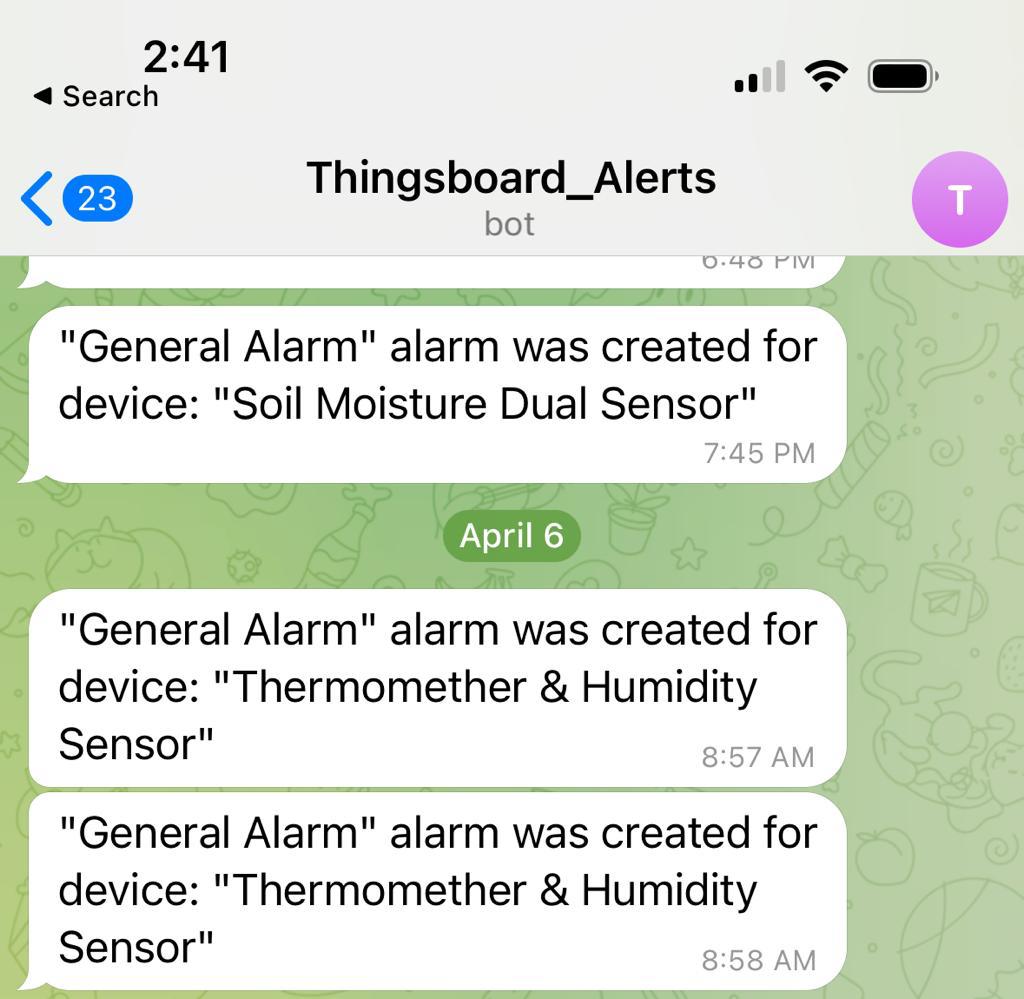 2:41
◀ Search
23
Thingsboard_Alerts
bot
T
6:48 PM
"General Alarm" alarm was created for
device: "Soil Moisture Dual Sensor"
7:45 PM
April 6
"General Alarm" alarm was created for
device: "Thermomether & Humidity
Sensor"
8:57 AM
"General Alarm" alarm was created for
device: "Thermomether & Humidity
Sensor"
8:58 AM